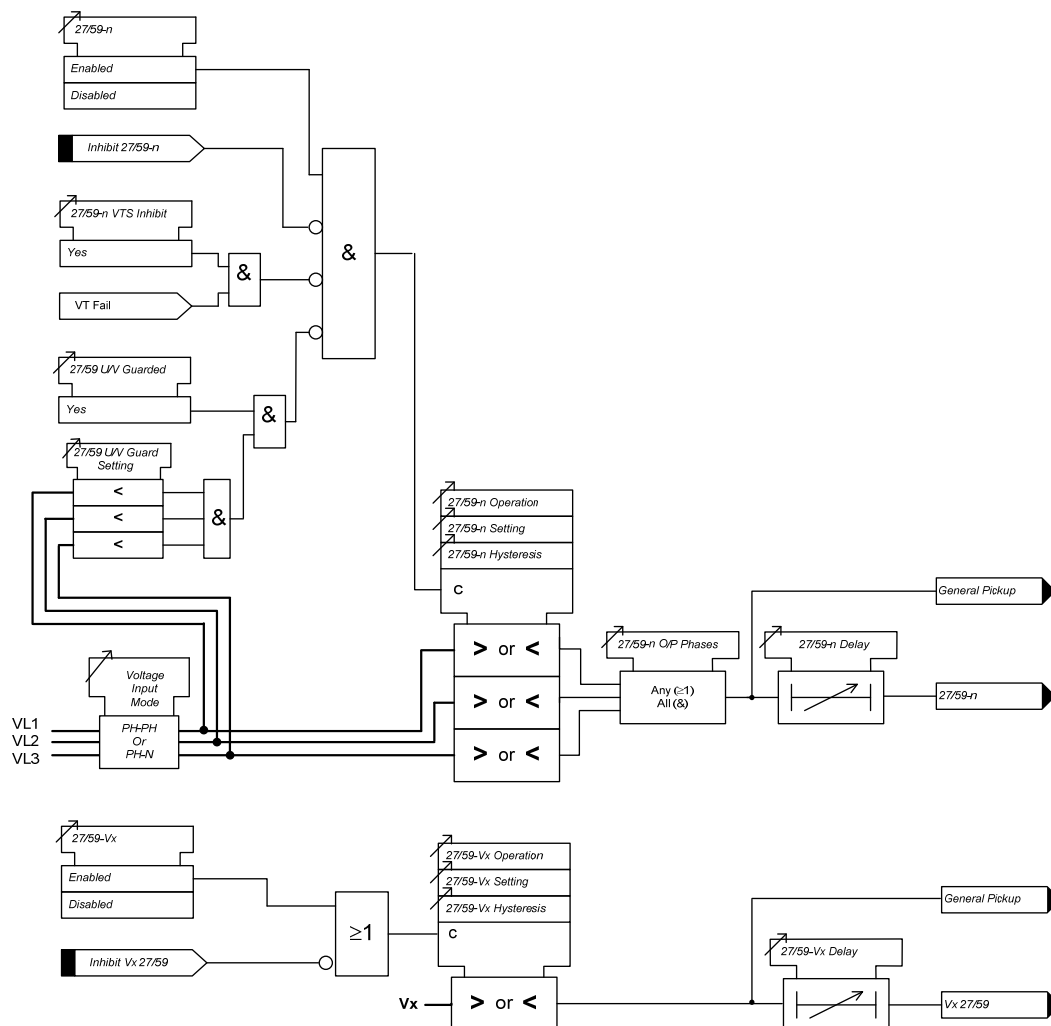 27/59-n
Enabled
Disabled
Inhibit 27/59-n
27/59-n VTS Inhibit
Yes
VT Fail
&
&
27/59 U/V Guarded
Yes
&
27/59 U/V Guard
Setting
<
<
<
&
27/59-n Operation
27/59-n Setting
27/59-n Hysteresis
C
> or <
> or <
> or <
Voltage
Input
Mode
VL1
VL2
VL3
PH-PH
Or
PH-N
27/59-n O/P Phases
Any (≥1)
All (&)
27/59-n Delay
General Pickup
27/59-n
27/59-Vx
Enabled
Disabled
Inhibit Vx 27/59
≥1
27/59-Vx Operation
27/59-Vx Setting
27/59-Vx Hysteresis
C
Vx
> or <
27/59-Vx Delay
General Pickup
Vx 27/59